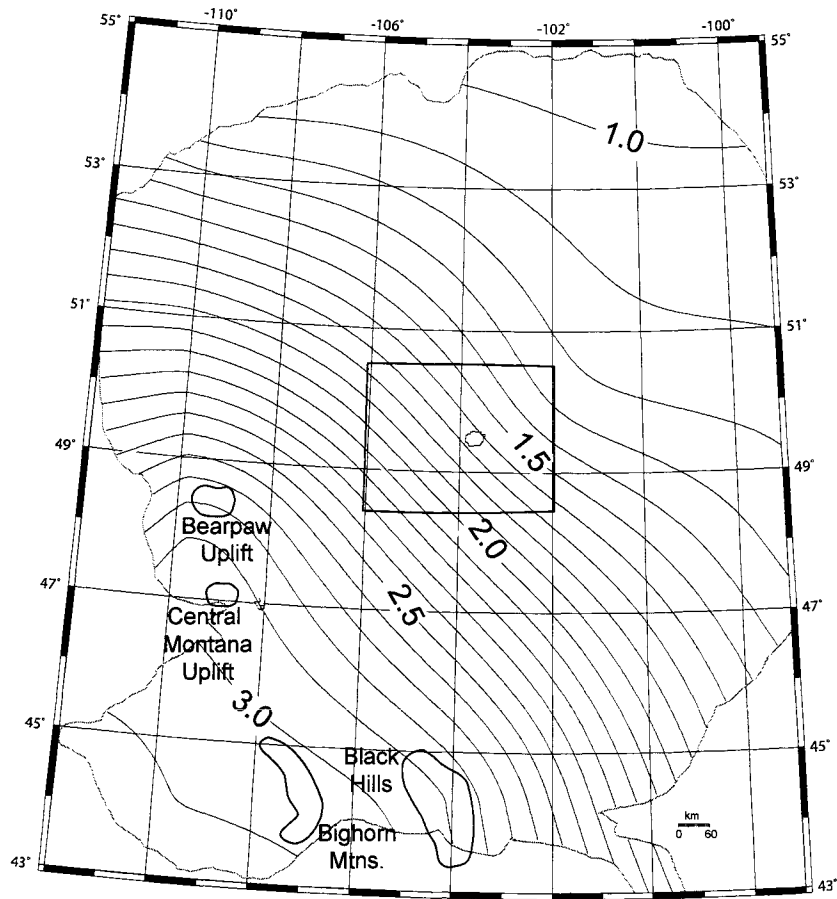 55°
-110°
-106°
-102°
-100°
55°
1.0
53°
53°
51°
51°
49°
1.5
49°
2.0
Bearpaw
Uplift
47°
2.5
47°
Central
Montana
Uplift
3.0
45°
45°
Black
Hills
km
0 60
Bighorn
Mtns.
43°
43°